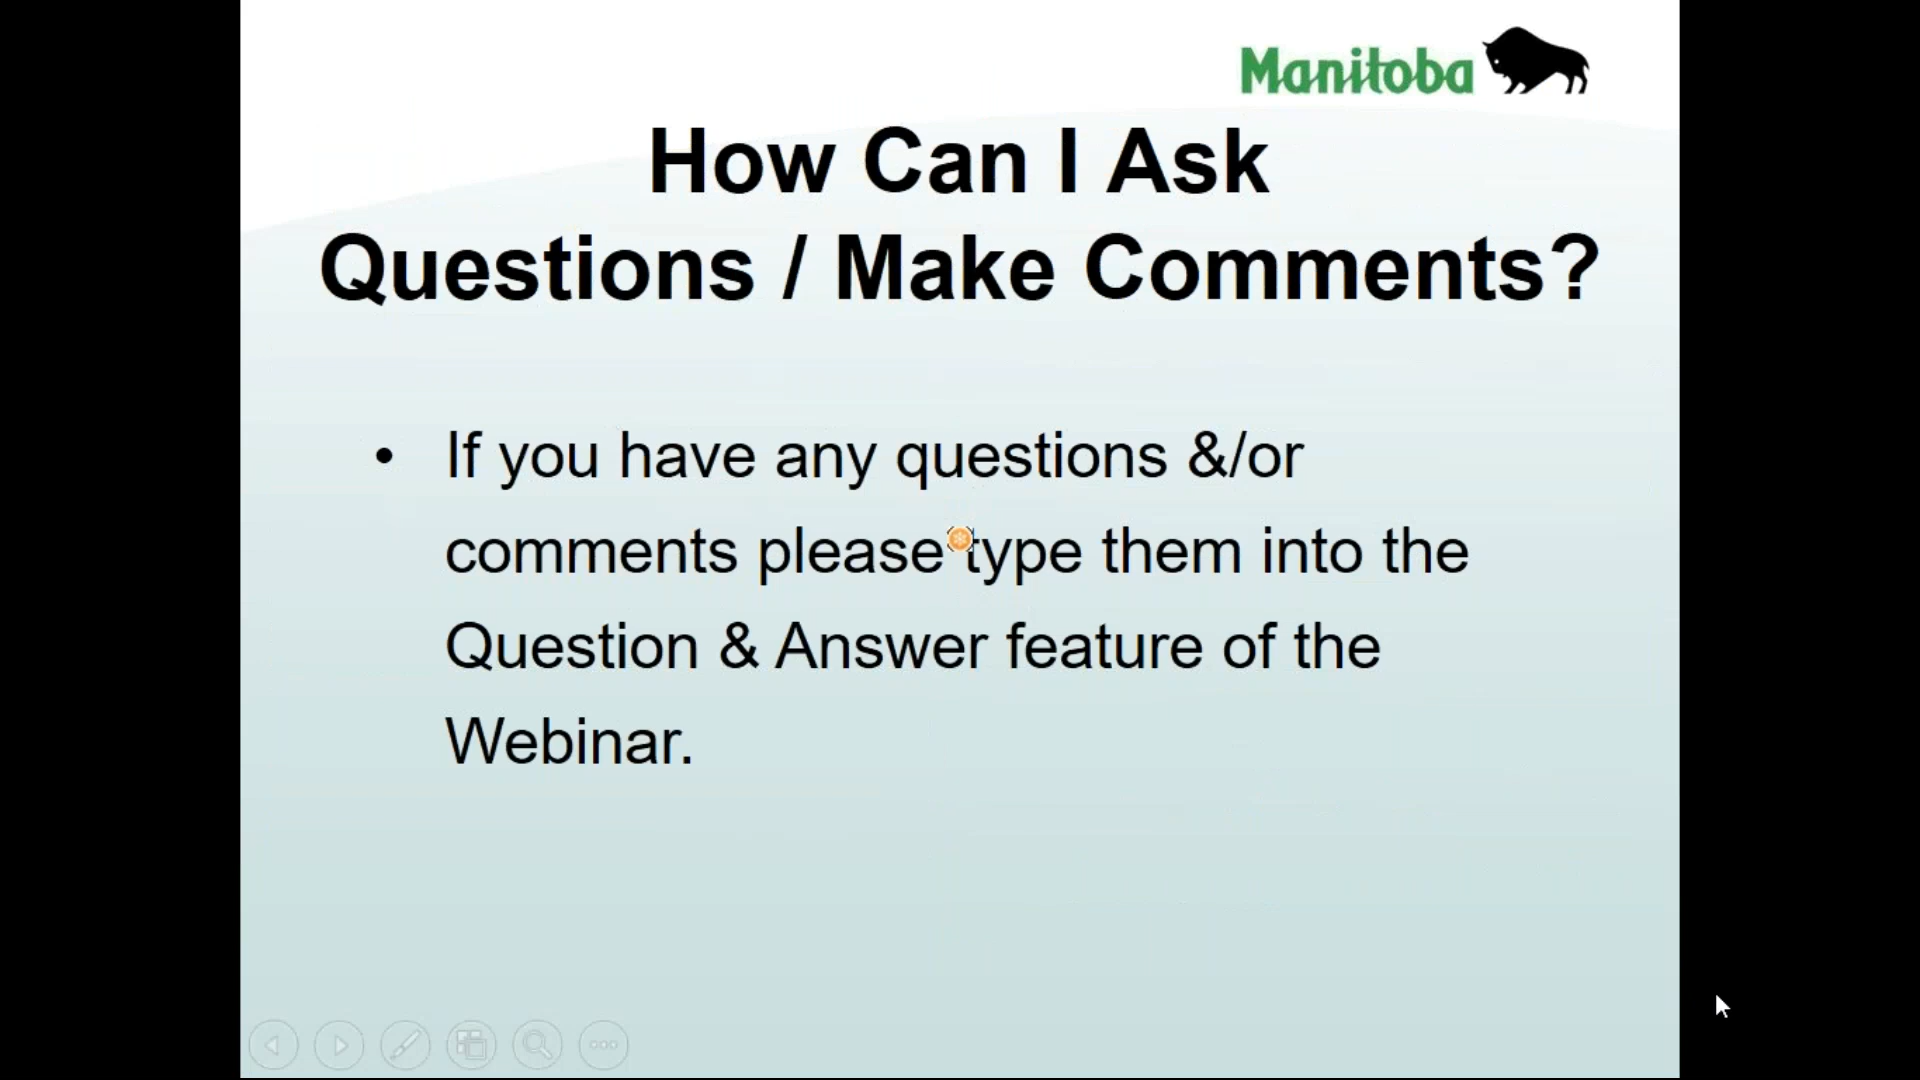 Manitoba
How Can I Ask
Questions / Make Comments?
• If you have any questions &/or
comments please type them into the
Question & Answer feature of the
Webinar.